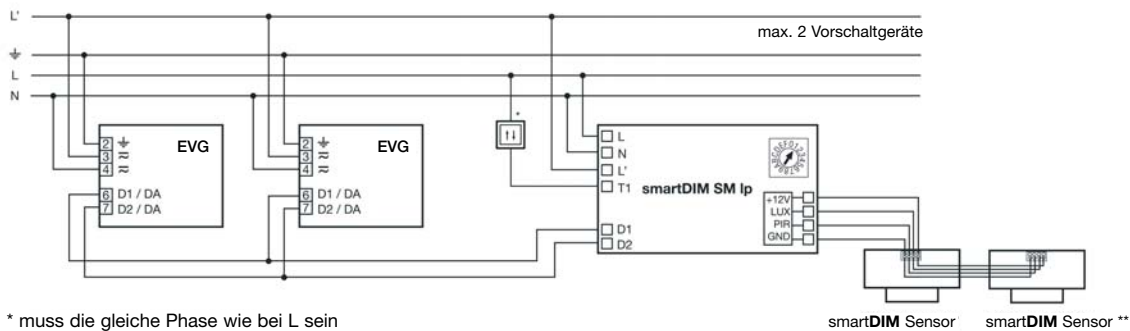 L'
max. 2 Vorschaltgeräte
⏚
L
N
*
↑↓
2 ⏚
3 ≂
4 ≂
EVG
6 D1 / DA
7 D2 / DA
2 ⏚
3 ≂
4 ≂
EVG
6 D1 / DA
7 D2 / DA
L
N
L'
T1 smartDIM SM lp
D1
D2
+12V
LUX
PIR
GND
* muss die gleiche Phase wie bei L sein
smartDIM Sensor
smartDIM Sensor **